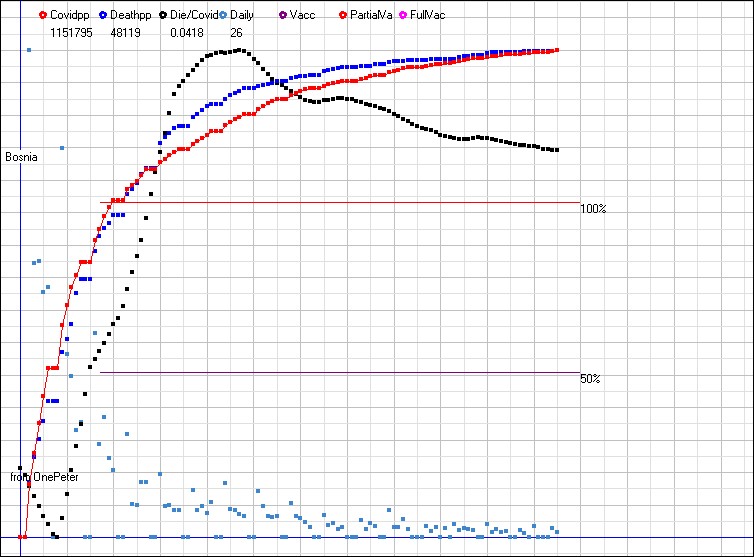 Covidpp Deathpp Die/Covid Daily Vacc PartialVa FullVac
1151795 48119 0.0418 26
Bosnia
100%
50%
from OnePeter